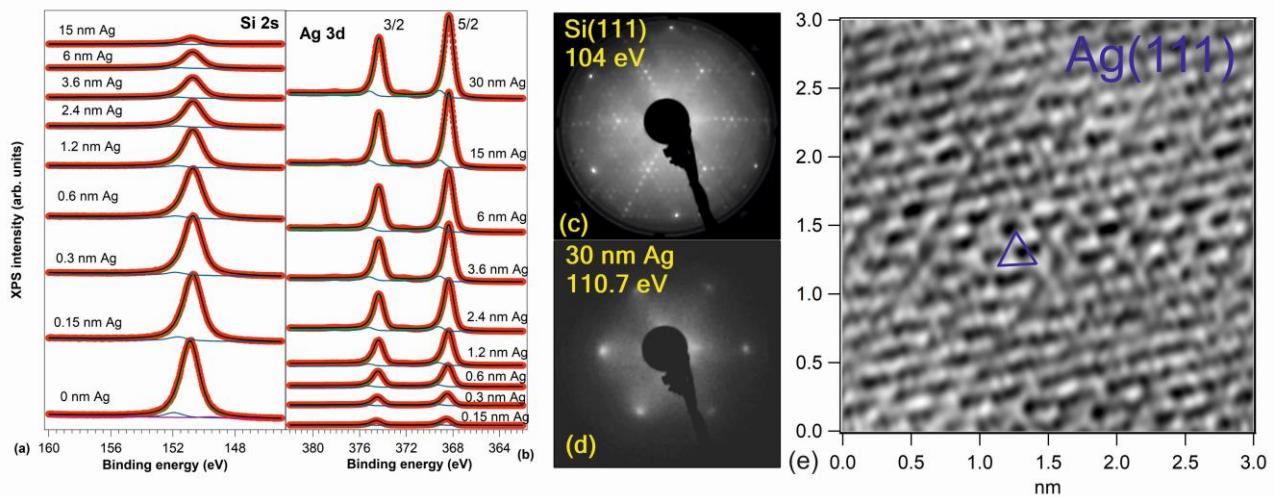 Si 2s
15 nm Ag
6 nm Ag
3.6 nm Ag
2.4 nm Ag
1.2 nm Ag
0.6 nm Ag
0.3 nm Ag
0.15 nm Ag
0 nm Ag
XPS intensity (arb. units)
160 156 152 148
Binding energy (eV)
(a)
Ag 3d
3/2 5/2
30 nm Ag
15 nm Ag
6 nm Ag
3.6 nm Ag
2.4 nm Ag
1.2 nm Ag
0.6 nm Ag
0.3 nm Ag
0.15 nm Ag
380 376 372 368 364
Binding energy (eV)
(b)
Si(111)
104 eV
(c)
30 nm Ag
110.7 eV
(d)
Ag(111)
3.0
2.5
2.0
1.5
1.0
0.5
0.0
(e)
0.0 0.5 1.0 1.5 2.0 2.5 3.0
nm